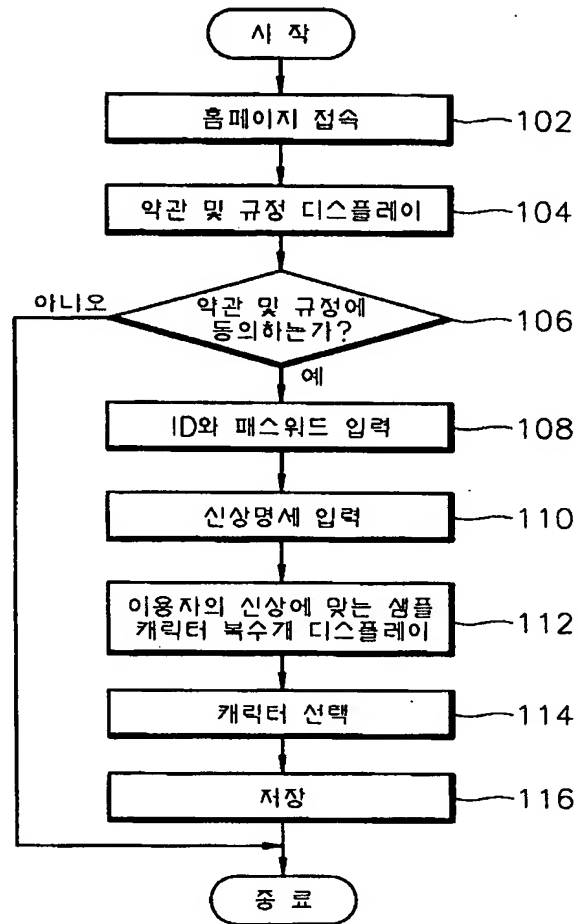 시 작
홈페이지 접속
102
약관 및 규정 디스플레이
104
아니오
약관 및 규정에
동의하는가?
106
예
ID와 패스워드 입력
108
신상명세 입력
110
이용자의 신상에 맞는 샘플
캐릭터 복수개 디스플레이
112
캐릭터 선택
114
저장
116
종 료